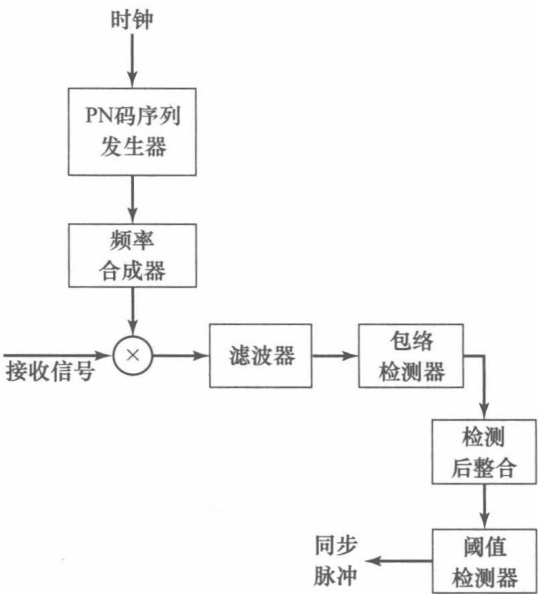 时钟
PN码序列
发生器
频率
合成器
接收信号
×
滤波器
包络
检测器
检测
后整合
同步
脉冲
阈值
检测器